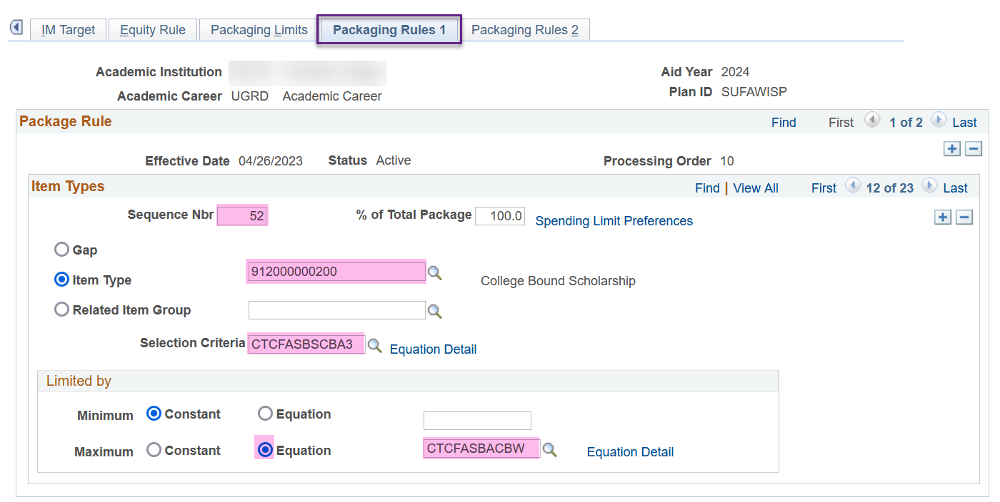 IM Target Equity Rule Packaging Limits Packaging Rules 1 Packaging Rules 2
Academic Institution Aid Year 2024
Academic Career UGRD Academic Career Plan ID SUFAWISP
Package Rule Find First 1 of 2 Last
Effective Date 04/26/2023 Status Active Processing Order 10
Item Types Find | View All First 12 of 23 Last
Sequence Nbr 52 % of Total Package 100.0 Spending Limit Preferences
Gap
Item Type 912000000200 College Bound Scholarship
Related Item Group
Selection Criteria CTCFASBSCBA3 Equation Detail
Limited by
Minimum Constant Equation
Maximum Constant Equation CTCFASBACBW Equation Detail